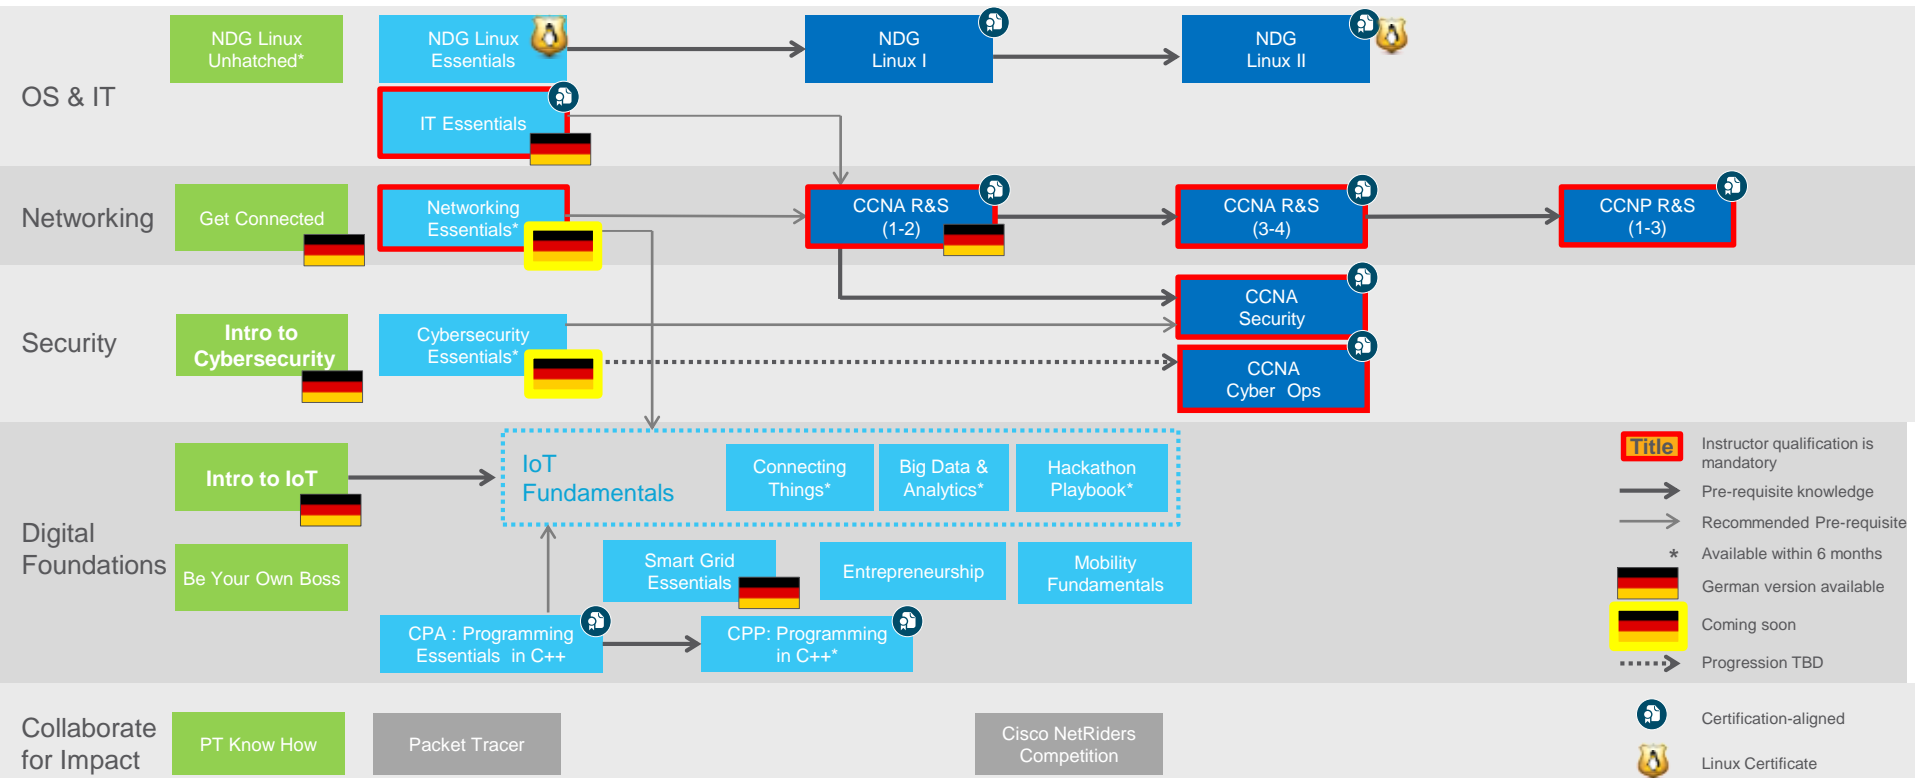 OS & IT
NDG Linux
Unhatched*
NDG Linux
Essentials
NDG
Linux I
NDG
Linux II
IT Essentials
Networking
Get Connected
Networking
Essentials*
CCNA R&S
(1-2)
CCNA R&S
(3-4)
CCNP R&S
(1-3)
Security
Intro to
Cybersecurity
Cybersecurity
Essentials*
CCNA
Security
CCNA
Cyber Ops
Digital
Foundations
Intro to IoT
IoT
Fundamentals
Connecting
Things*
Big Data &
Analytics*
Hackathon
Playbook*
Be Your Own Boss
Smart Grid
Essentials
Entrepreneurship
Mobility
Fundamentals
CPA : Programming
Essentials in C++
CPP: Programming
in C++*
Title
Instructor qualification is
mandatory
Pre-requisite knowledge
Recommended Pre-requisite
* Available within 6 months
German version available
Coming soon
Progression TBD
Collaborate
for Impact
PT Know How
Packet Tracer
Cisco NetRiders
Competition
Certification-aligned
Linux Certificate